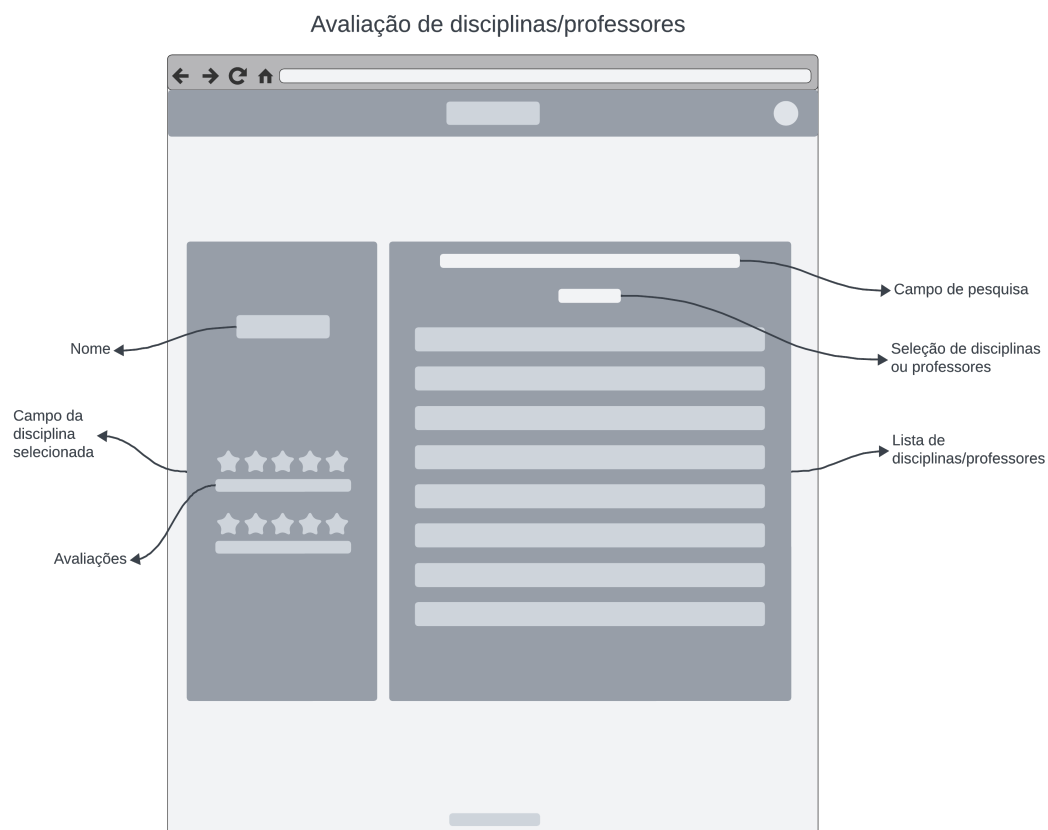 Avaliação de disciplinas/professores
Campo de pesquisa
Nome
Seleção de disciplinas
ou professores
Campo da
disciplina
selecionada
Lista de
disciplinas/professores
Avaliações